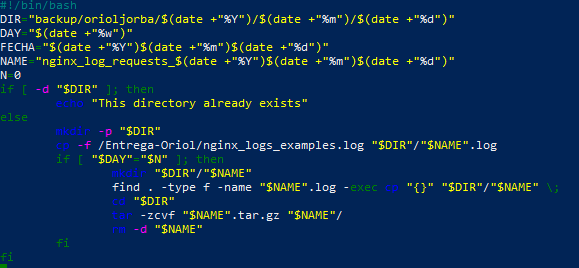 #!/bin/bash
DIR="backup/orioljorba/$(date +"%Y")/$(date +"%m")/$(date +"%d")"
DAY="$(date +"%w")"
FECHA="$(date +"%Y")$(date +"%m")$(date +"%d")"
NAME="nginx_log_requests_$(date +"%Y")$(date +"%m")$(date +"%d")"
N=0
if [ -d "$DIR" ]; then
echo "This directory already exists"
else
mkdir -p "$DIR"
cp -f /Entrega-Oriol/nginx_logs_examples.log "$DIR"/"$NAME".log
if [ "$DAY"="$N" ]; then
mkdir "$DIR"/"$NAME"
find . -type f -name "$NAME".log -exec cp "{}" "$DIR"/"$NAME" \;
cd "$DIR"
tar -zcvf "$NAME".tar.gz "$NAME"/
rm -d "$NAME"
fi
fi